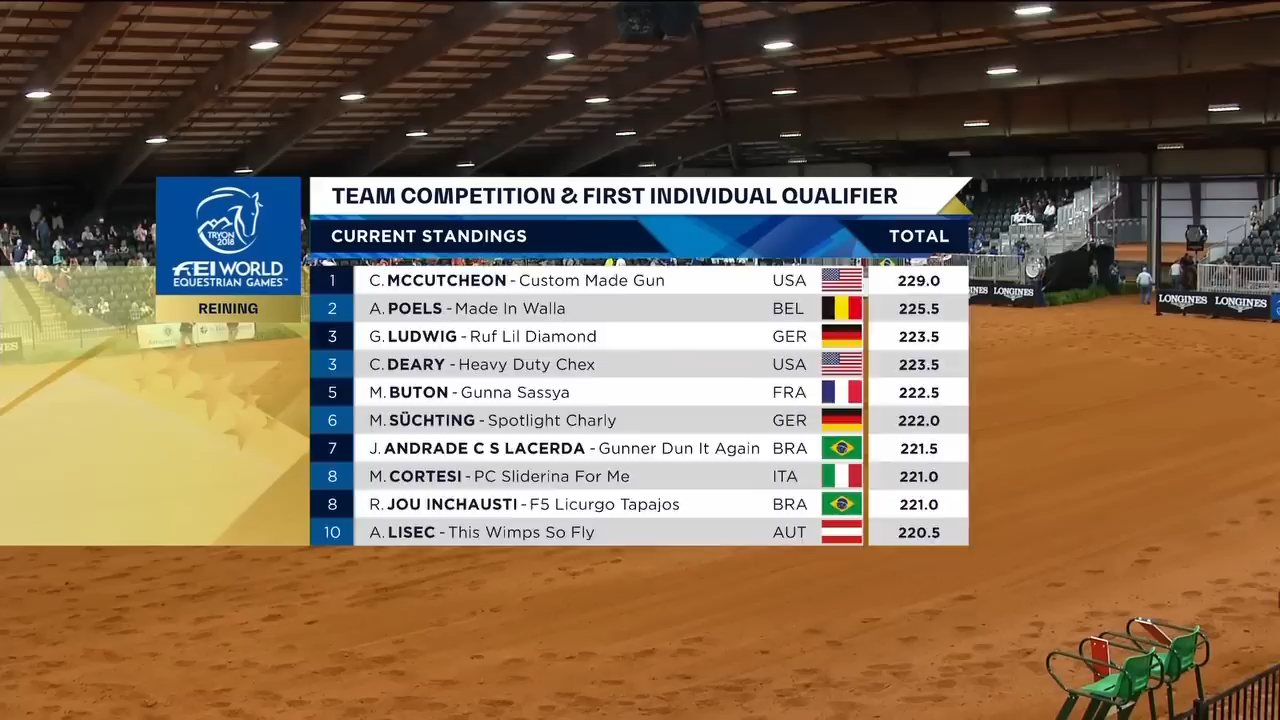 TEAM COMPETITION & FIRST INDIVIDUAL QUALIFIER
CURRENT STANDINGS TOTAL
TRYON
2018
FEI WORLD
EQUESTRIAN GAMES™
REINING
1 C. MCCUTCHEON - Custom Made Gun USA 229.0
2 A. POELS - Made In Walla BEL 225.5
3 G. LUDWIG - Ruf Lil Diamond GER 223.5
3 C. DEARY - Heavy Duty Chex USA 223.5
5 M. BUTON - Gunna Sassya FRA 222.5
6 M. SÜCHTING - Spotlight Charly GER 222.0
7 J. ANDRADE C S LACERDA - Gunner Dun It Again BRA 221.5
8 M. CORTESI - PC Sliderina For Me ITA 221.0
8 R. JOU INCHAUSTI - F5 Licurgo Tapajos BRA 221.0
10 A. LISEC - This Wimps So Fly AUT 220.5
LONGINES
LONGINES LONGINES